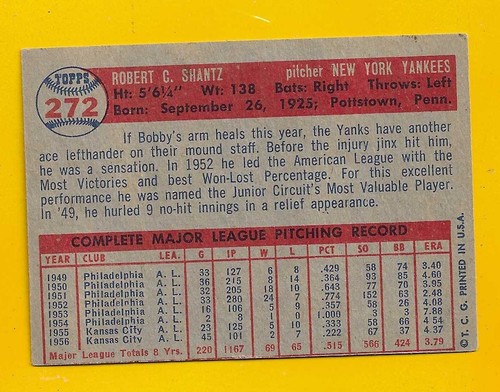 TOPPS
272
ROBERT C. SHANTZ pitcher NEW YORK YANKEES
Ht: 5'6¼" Wt: 138 Bats: Right Throws: Left
Born: September 26, 1925; Pottstown, Penn.
If Bobby's arm heals this year, the Yanks have another
ace lefthander on their mound staff. Before the injury jinx hit him,
he was a sensation. In 1952 he led the American League with the
Most Victories and best Won-Lost Percentage. For this excellent
performance he was named the Junior Circuit's Most Valuable Player.
In '49, he hurled 9 no-hit innings in a relief appearance.
COMPLETE MAJOR LEAGUE PITCHING RECORD
YEAR CLUB LEA. G IP W L PCT SO BB ERA
1949 Philadelphia A. L. 33 127 6 8 .429 58 74 3.40
1950 Philadelphia A. L. 36 215 8 14 .364 93 85 4.60
1951 Philadelphia A. L. 32 205 18 10 .643 77 70 3.95
1952 Philadelphia A. L. 33 280 24 7 .774 152 63 2.48
1953 Philadelphia A. L. 16 106 5 9 .357 58 26 4.08
1954 Philadelphia A. L. 2 8 1 0 1.000 3 3 7.88
1955 Kansas City A. L. 23 125 5 10 .333 58 66 4.54
1956 Kansas City A. L. 45 101 2 7 .222 67 37 4.37
Major League Totals 8 Yrs. 220 1167 69 65 .515 566 424 3.79
© T. C. G. PRINTED IN U.S.A.